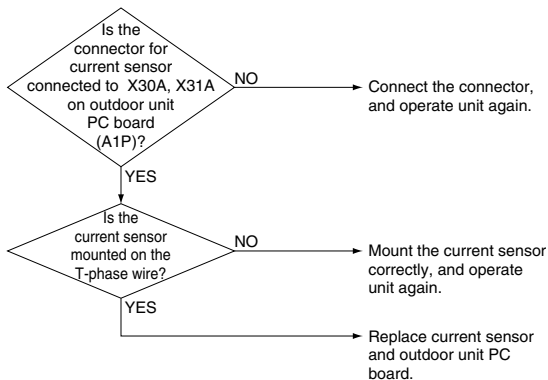 Is the
connector for
current sensor
connected to X30A, X31A
on outdoor unit
PC board
(A1P)?
NO
Connect the connector,
and operate unit again.
YES
Is the
current sensor
mounted on the
T-phase wire?
NO
Mount the current sensor
correctly, and operate
unit again.
YES
Replace current sensor
and outdoor unit PC
board.